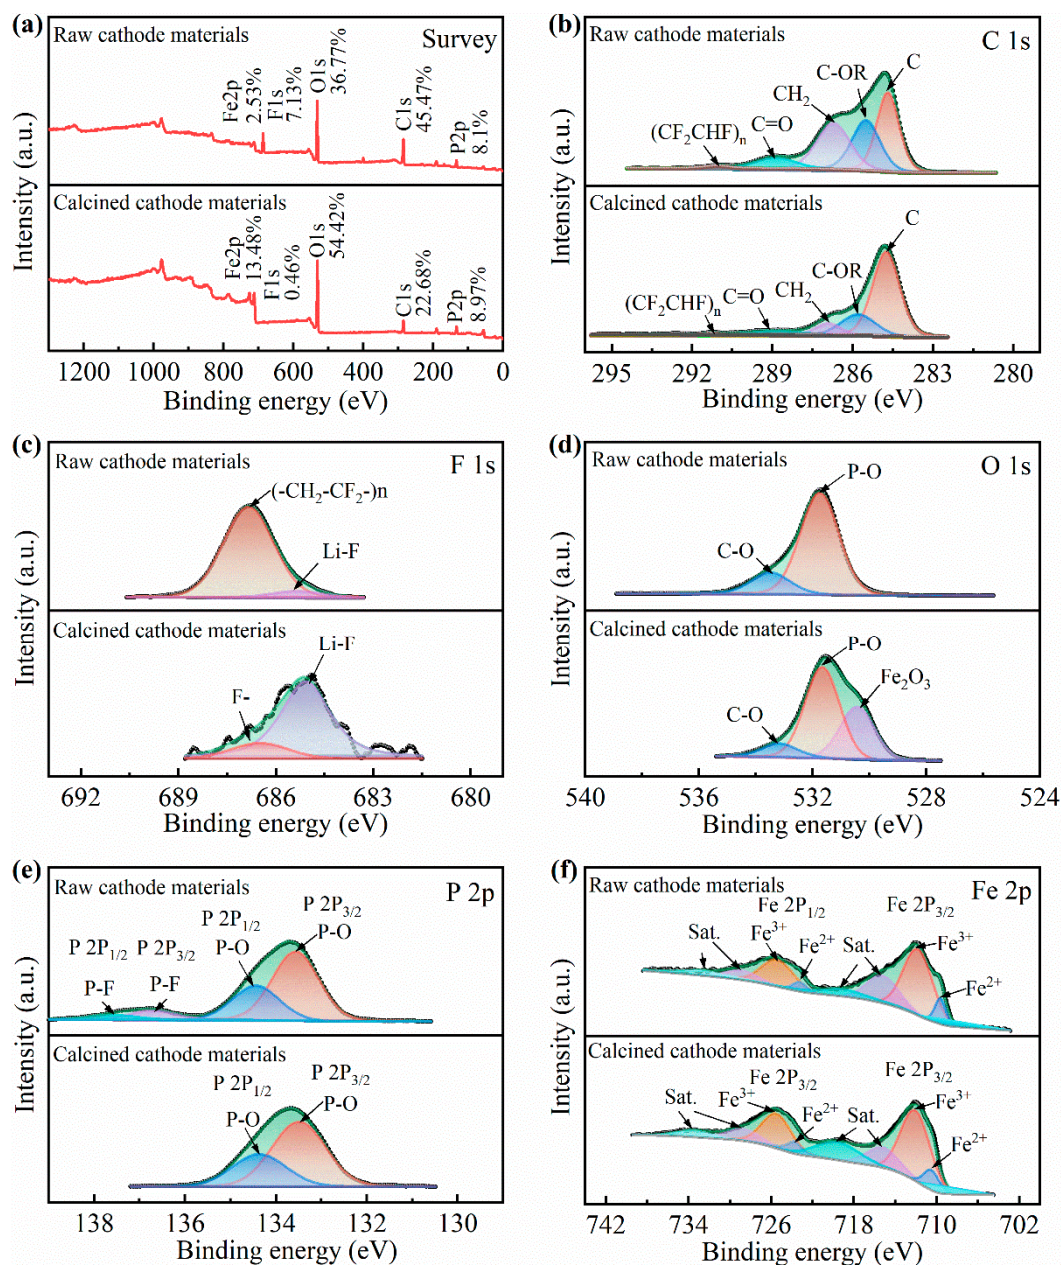 (a)
Raw cathode materials
Survey
Fe2p 2.53%
F1s 7.13%
O1s 36.77%
C1s 45.47%
P2p 8.1%
Calcined cathode materials
Fe2p 13.48%
F1s 0.46%
O1s 54.42%
C1s 22.68%
P2p 8.97%
Intensity (a.u.)
1200 1000 800 600 400 200 0
Binding energy (eV)
(b)
Raw cathode materials
C 1s
(CF₂CHF)ₙ
C=O
CH₂
C-OR
C
Calcined cathode materials
(CF₂CHF)ₙ
C=O
CH₂
C-OR
C
Intensity (a.u.)
295 292 289 286 283 280
Binding energy (eV)
(c)
Raw cathode materials
F 1s
(-CH₂-CF₂-)n
Li-F
Calcined cathode materials
Li-F
F-
Intensity (a.u.)
692 689 686 683 680
Binding energy (eV)
(d)
Raw cathode materials
O 1s
P-O
C-O
Calcined cathode materials
P-O
Fe₂O₃
C-O
Intensity (a.u.)
540 536 532 528 524
Binding energy (eV)
(e)
Raw cathode materials
P 2p
P 2P₁/₂ P 2P₃/₂ P 2P₁/₂ P 2P₃/₂
P-F P-F P-O P-O
Calcined cathode materials
P 2P₁/₂ P 2P₃/₂
P-O P-O
Intensity (a.u.)
138 136 134 132 130
Binding energy (eV)
(f)
Raw cathode materials
Fe 2p
Fe 2P₁/₂ Fe 2P₃/₂
Sat. Fe³⁺ Fe²⁺ Sat. Fe³⁺ Fe²⁺
Calcined cathode materials
Fe 2P₃/₂ Fe 2P₃/₂
Sat. Fe³⁺ Fe²⁺ Sat. Fe³⁺ Fe²⁺
Intensity (a.u.)
742 734 726 718 710 702
Binding energy (eV)